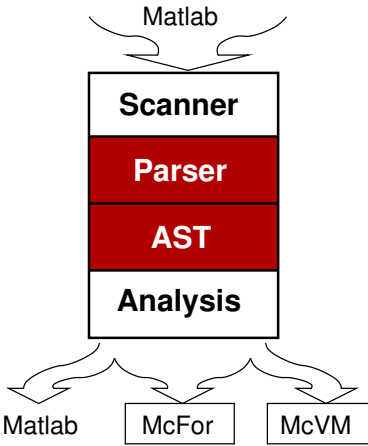 Matlab
Scanner
Parser
AST
Analysis
Matlab McFor McVM